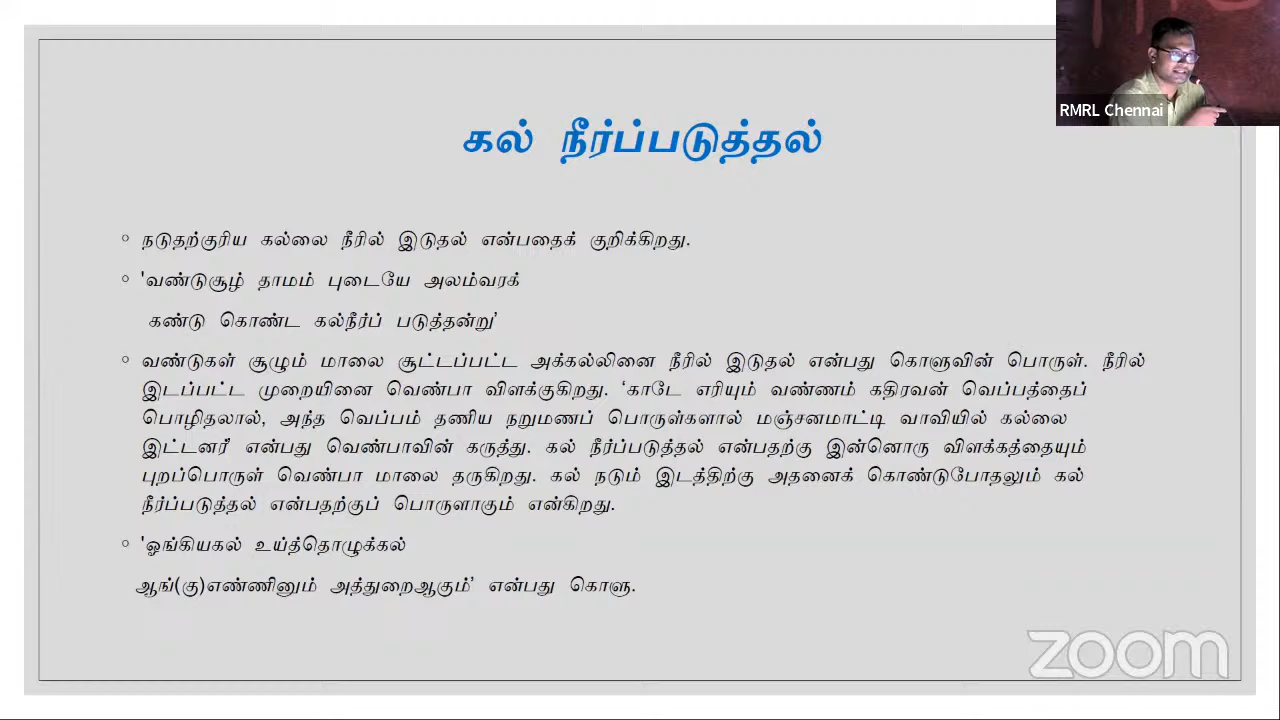 RMRL Chennai
கல் நீர்ப்படுத்தல்
நடுதற்குரிய கல்லை நீரில் இடுதல் என்பதைக் குறிக்கிறது.
'வண்டுசூழ் தாமம் புடையே அலம்வரக்
கண்டு கொண்ட கல்நீர்ப் படுத்தன்று’
வண்டுகள் சூழும் மாலை சூட்டப்பட்ட அக்கல்லினை நீரில் இடுதல் என்பது கொளுவின் பொருள். நீரில்
இடப்பட்ட முறையினை வெண்பா விளக்குகிறது. ‘காடே எரியும் வண்ணம் கதிரவன் வெப்பத்தைப்
பொழிதலால், அந்த வெப்பம் தணிய நறுமணப் பொருள்களால் மஞ்சனமாட்டி வாவியில் கல்லை
இட்டனர்’ என்பது வெண்பாவின் கருத்து. கல் நீர்ப்படுத்தல் என்பதற்கு இன்னொரு விளக்கத்தையும்
புறப்பொருள் வெண்பா மாலை தருகிறது. கல் நடும் இடத்திற்கு அதனைக் கொண்டுபோதலும் கல்
நீர்ப்படுத்தல் என்பதற்குப் பொருளாகும் என்கிறது.
'ஓங்கியகல் உய்த்தொழுக்கல்
ஆங்(கு)எண்ணினும் அத்துறைஆகும்’ என்பது கொளு.
zoom